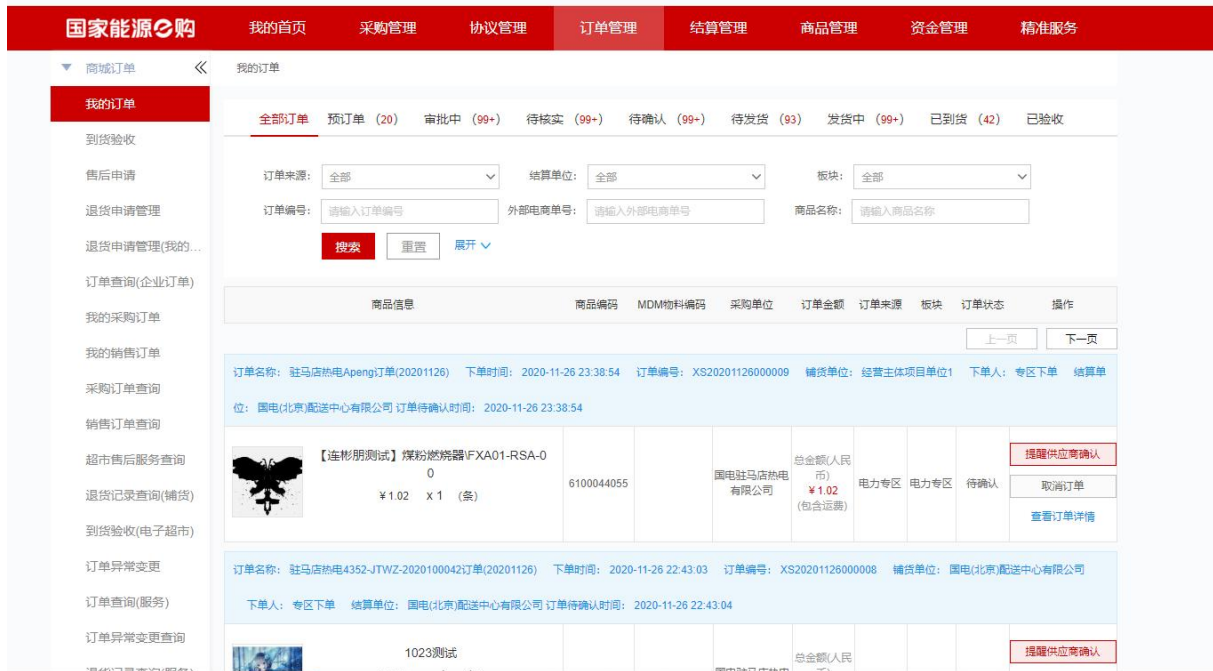 国家能源e购 我的首页 采购管理 协议管理 订单管理 结算管理 商品管理 资金管理 精准服务
商城订单 我的订单
我的订单
到货验收
售后申请
退货申请管理
退货申请管理(我的...
订单查询(企业订单)
我的采购订单
我的销售订单
采购订单查询
销售订单查询
超市售后服务查询
退货记录查询(铺货)
到货验收(电子超市)
订单异常变更
订单查询(服务)
订单异常变更查询
全部订单 预订单 (20) 审批中 (99+) 待核实 (99+) 待确认 (99+) 待发货 (93) 发货中 (99+) 已到货 (42) 已验收
订单来源: 全部 结算单位: 全部 板块: 全部
订单编号: 请输入订单编号 外部电商单号: 请输入外部电商单号 商品名称: 请输入商品名称
搜索 重置 展开
商品信息 商品编码 MDM物料编码 采购单位 订单金额 订单来源 板块 订单状态 操作
上一页 下一页
订单名称: 驻马店热电Apeng订单(20201126) 下单时间: 2020-11-26 23:38:54 订单编号: XS20201126000009 铺货单位: 经营主体项目单位1 下单人: 专区下单 结算单
位: 国电(北京)配送中心有限公司 订单待确认时间: 2020-11-26 23:38:54
【连彬朋测试】煤粉燃烧器\FXA01-RSA-0
0
¥1.02 x 1 (条)
6100044055
国电驻马店热电
有限公司
总金额(人民
币)
¥1.02
(包含运费)
电力专区 电力专区 待确认
提醒供应商确认
取消订单
查看订单详情
订单名称: 驻马店热电4352-JTWZ-2020100042订单(20201126) 下单时间: 2020-11-26 22:43:03 订单编号: XS20201126000008 铺货单位: 国电(北京)配送中心有限公司
下单人: 专区下单 结算单位: 国电(北京)配送中心有限公司 订单待确认时间: 2020-11-26 22:43:04
1023测试
总金额(人民
提醒供应商确认